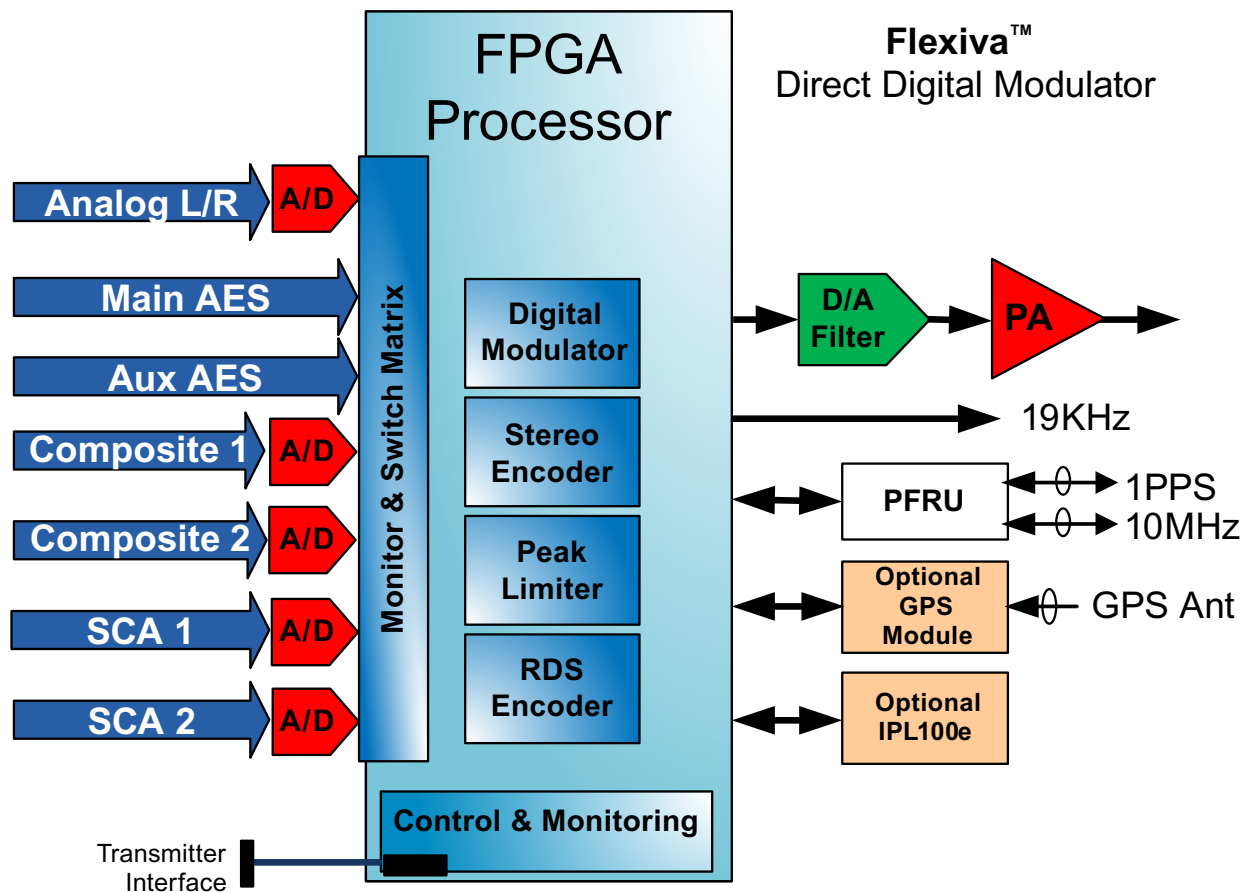 FPGA
Processor
Flexiva™
Direct Digital Modulator
Analog L/R
A/D
Main AES
Aux AES
Composite 1
A/D
Composite 2
A/D
SCA 1
A/D
SCA 2
A/D
Monitor & Switch Matrix
Digital
Modulator
Stereo
Encoder
Peak
Limiter
RDS
Encoder
Control & Monitoring
Transmitter
Interface
D/A
Filter
PA
19KHz
PFRU
1PPS
10MHz
Optional
GPS
Module
GPS Ant
Optional
IPL100e